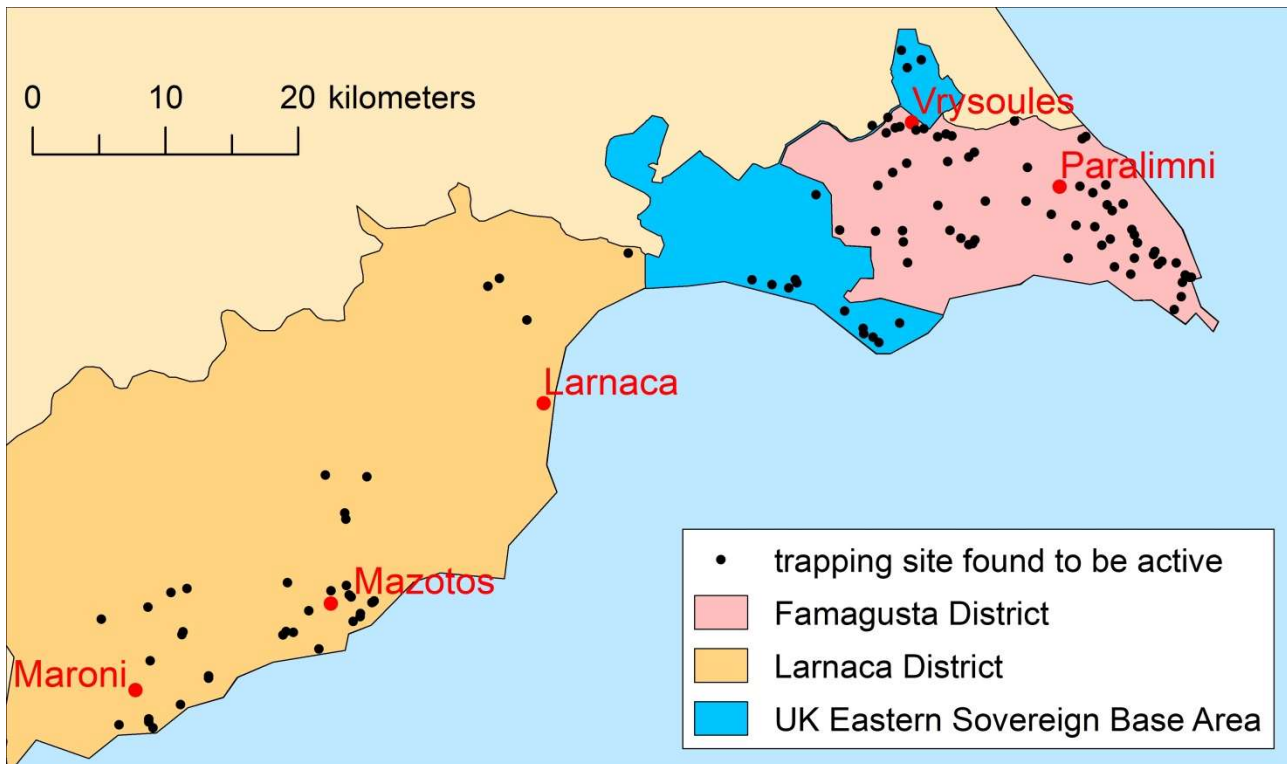 0 10 20 kilometers
Vrysoules
Paralimni
Larnaca
Mazotos
Maroni
trapping site found to be active
Famagusta District
Larnaca District
UK Eastern Sovereign Base Area